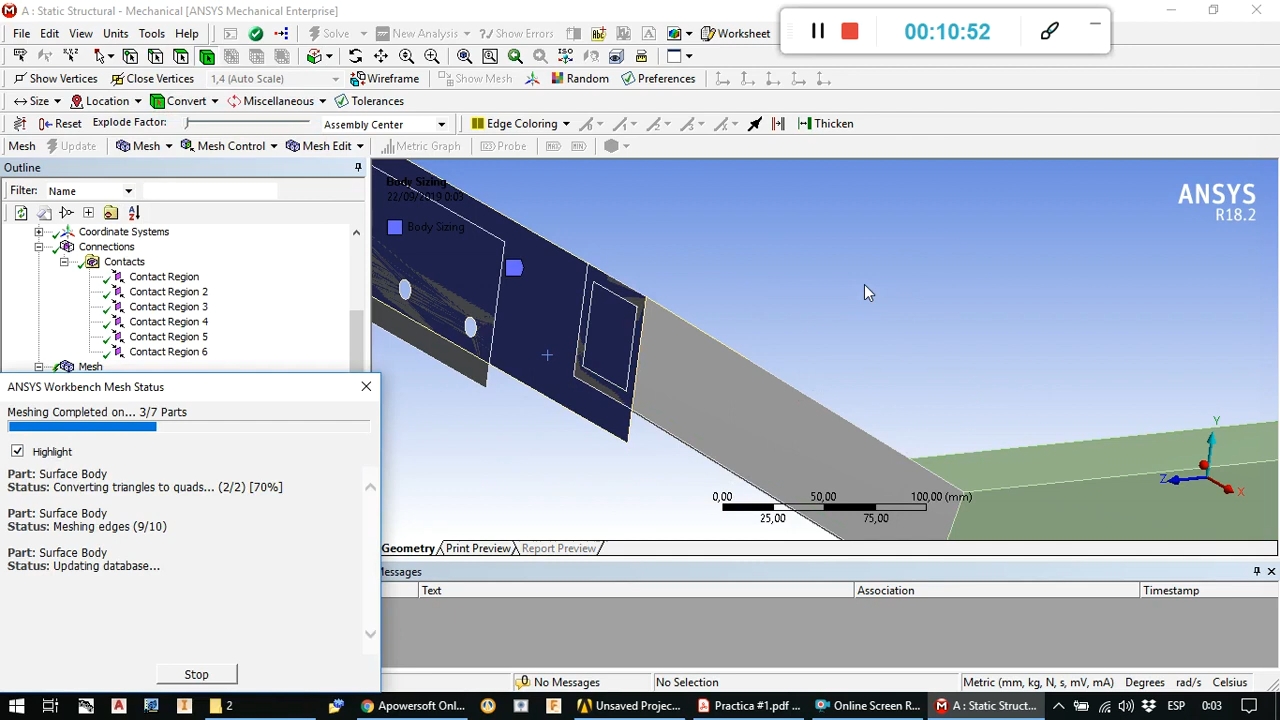 A : Static Structural - Mechanical [ANSYS Mechanical Enterprise]
File Edit View Units Tools Help Solve New Analysis Show Errors Worksheet
00:10:52
Show Vertices Close Vertices 1,4 (Auto Scale) Wireframe Show Mesh Random Preferences
Size Location Convert Miscellaneous Tolerances
Reset Explode Factor: Assembly Center Edge Coloring Thicken
Mesh Update Mesh Mesh Control Mesh Edit Metric Graph Probe
Outline
Filter: Name
Coordinate Systems
Connections
Contacts
Contact Region
Contact Region 2
Contact Region 3
Contact Region 4
Contact Region 5
Contact Region 6
Mesh
Body Sizing
22/09/2019 0:03
Body Sizing
ANSYS
R18.2
Y
Z
X
0,00 50,00 100,00 (mm)
25,00 75,00
ANSYS Workbench Mesh Status
Meshing Completed on... 3/7 Parts
Highlight
Part: Surface Body
Status: Converting triangles to quads... (2/2) [70%]
Part: Surface Body
Status: Meshing edges (9/10)
Part: Surface Body
Status: Updating database...
Stop
Geometry Print Preview Report Preview
Messages
Text Association Timestamp
No Messages No Selection Metric (mm, kg, N, s, mV, mA) Degrees rad/s Celsius
2 Apowersoft Onl... Unsaved Projec... Practica #1.pdf ... Online Screen R... A : Static Struct... ESP 0:03